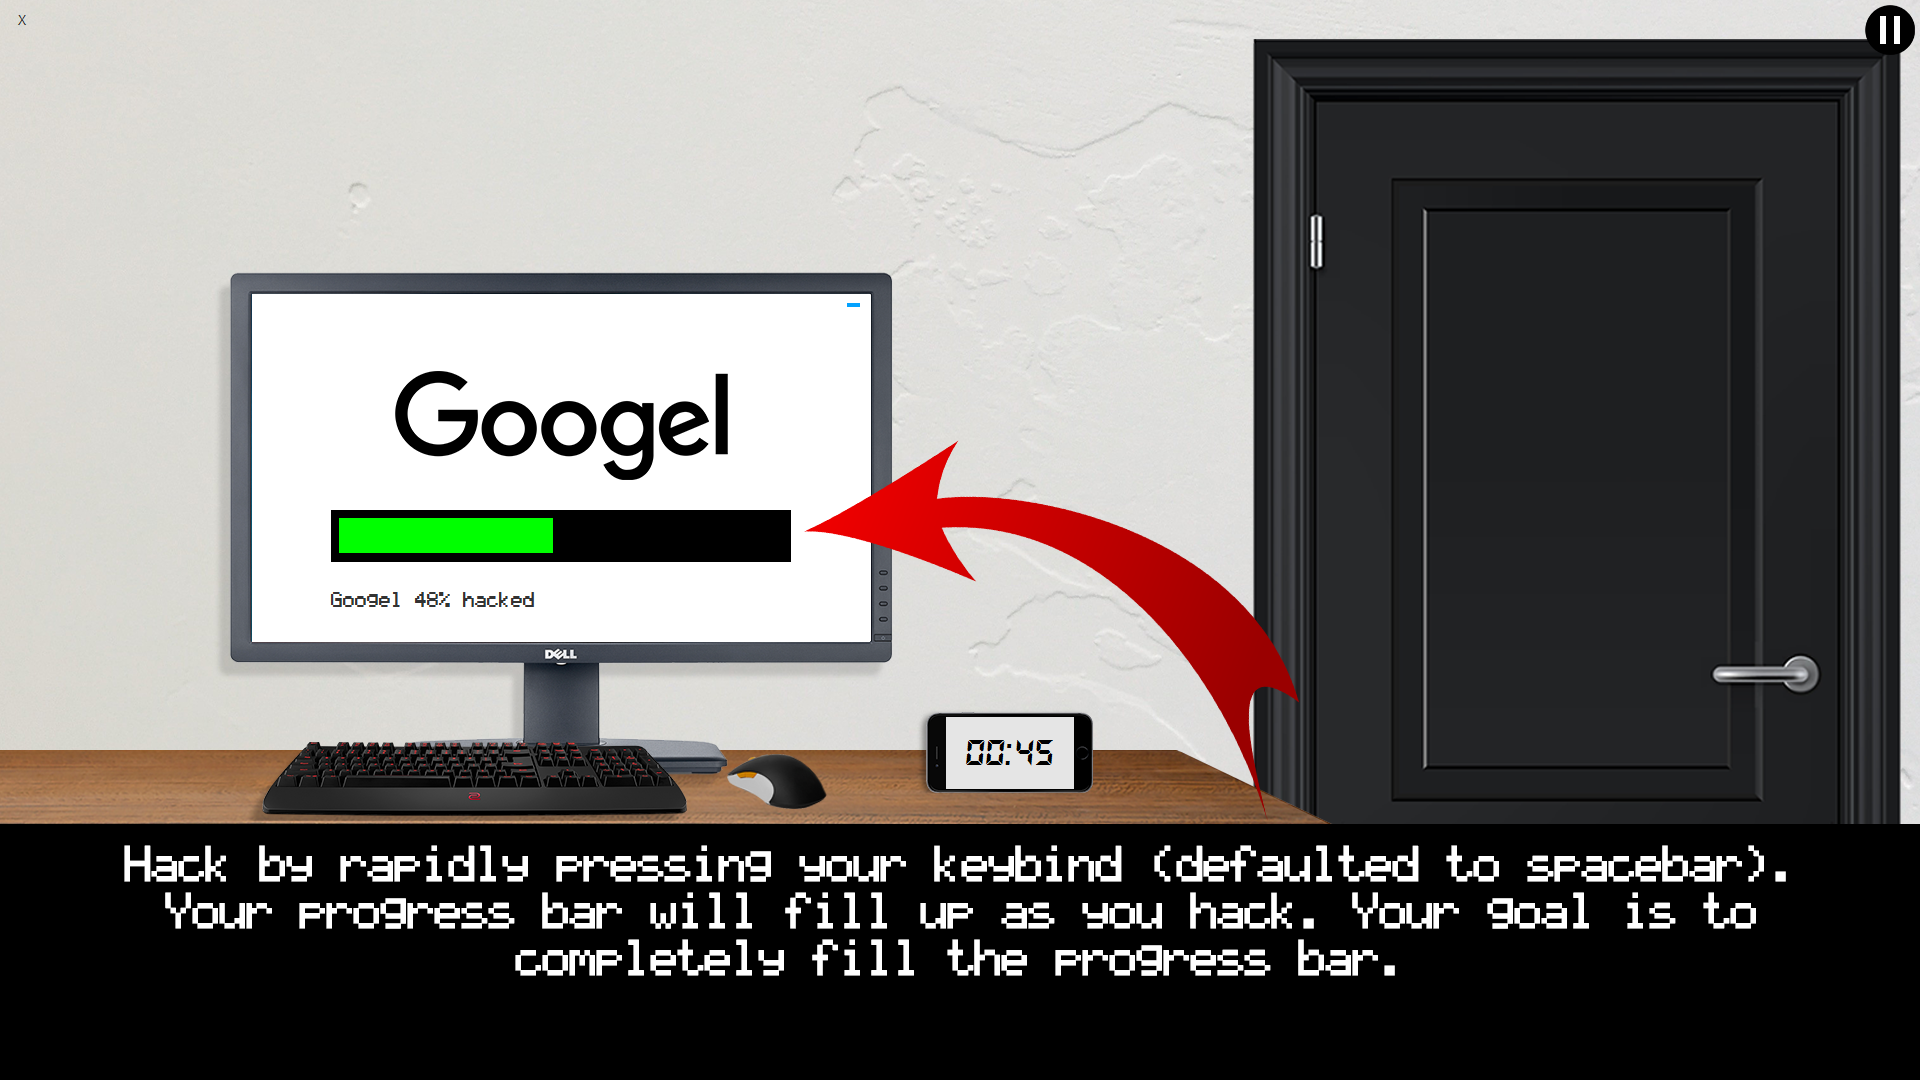 X
Googel
Googel 48% hacked
DELL
00:45
Hack by rapidly pressing your keybind (defaulted to spacebar).
Your progress bar will fill up as you hack. Your goal is to
completely fill the progress bar.